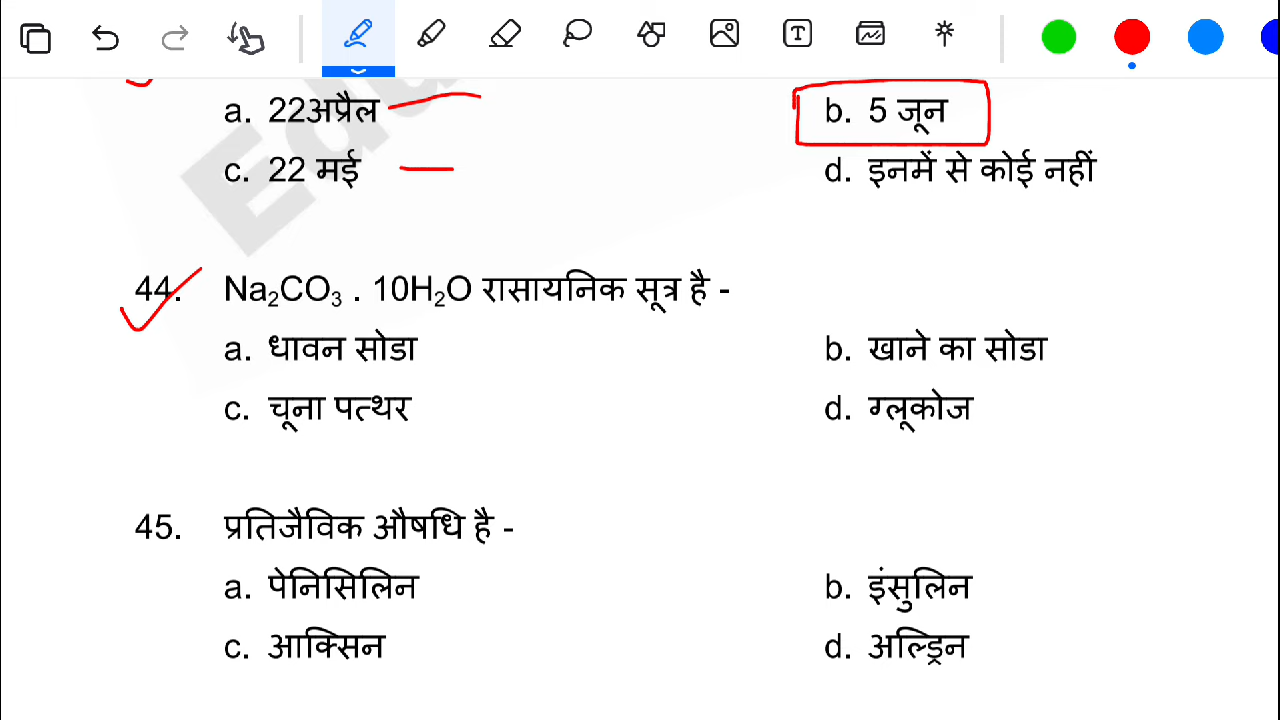 a. 22अप्रैल b. 5 जून
c. 22 मई d. इनमें से कोई नहीं
44. Na₂CO₃ . 10H₂O रासायनिक सूत्र है -
a. धावन सोडा b. खाने का सोडा
c. चूना पत्थर d. ग्लूकोज
45. प्रतिजैविक औषधि है -
a. पेनिसिलिन b. इंसुलिन
c. आक्सिन d. अल्ड्रिन